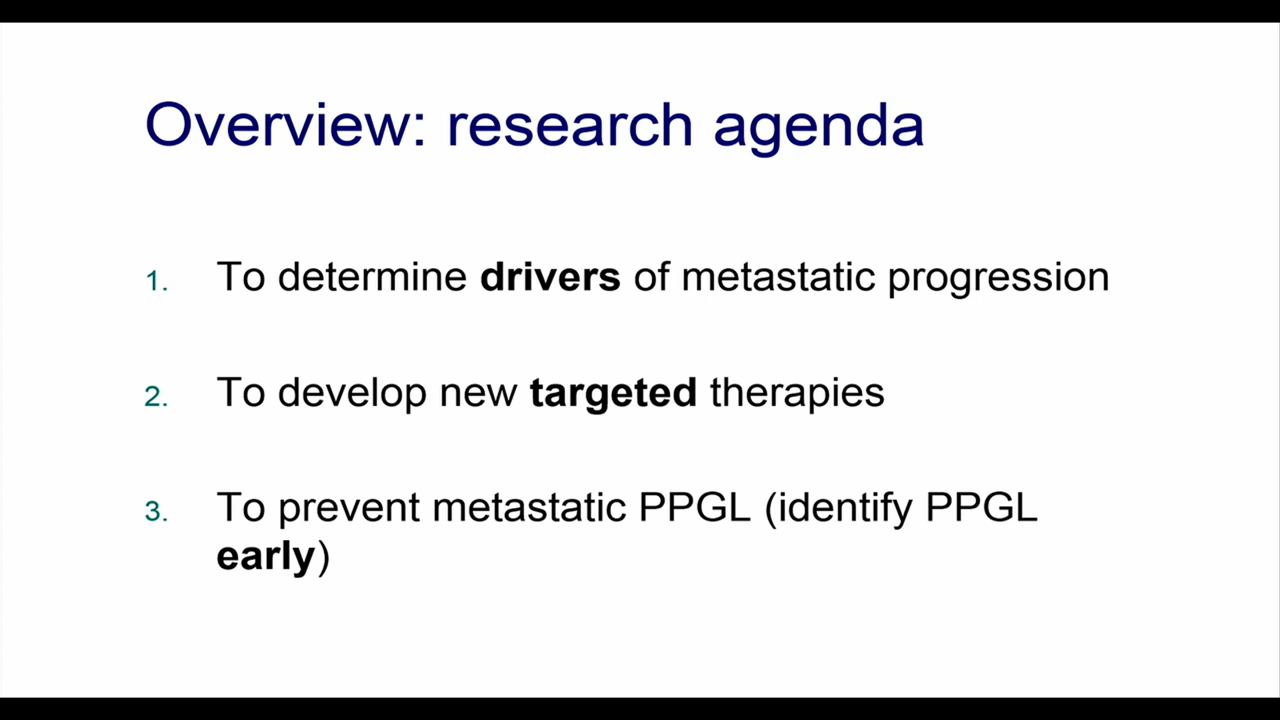 Overview: research agenda
1. To determine drivers of metastatic progression
2. To develop new targeted therapies
3. To prevent metastatic PPGL (identify PPGL
early)